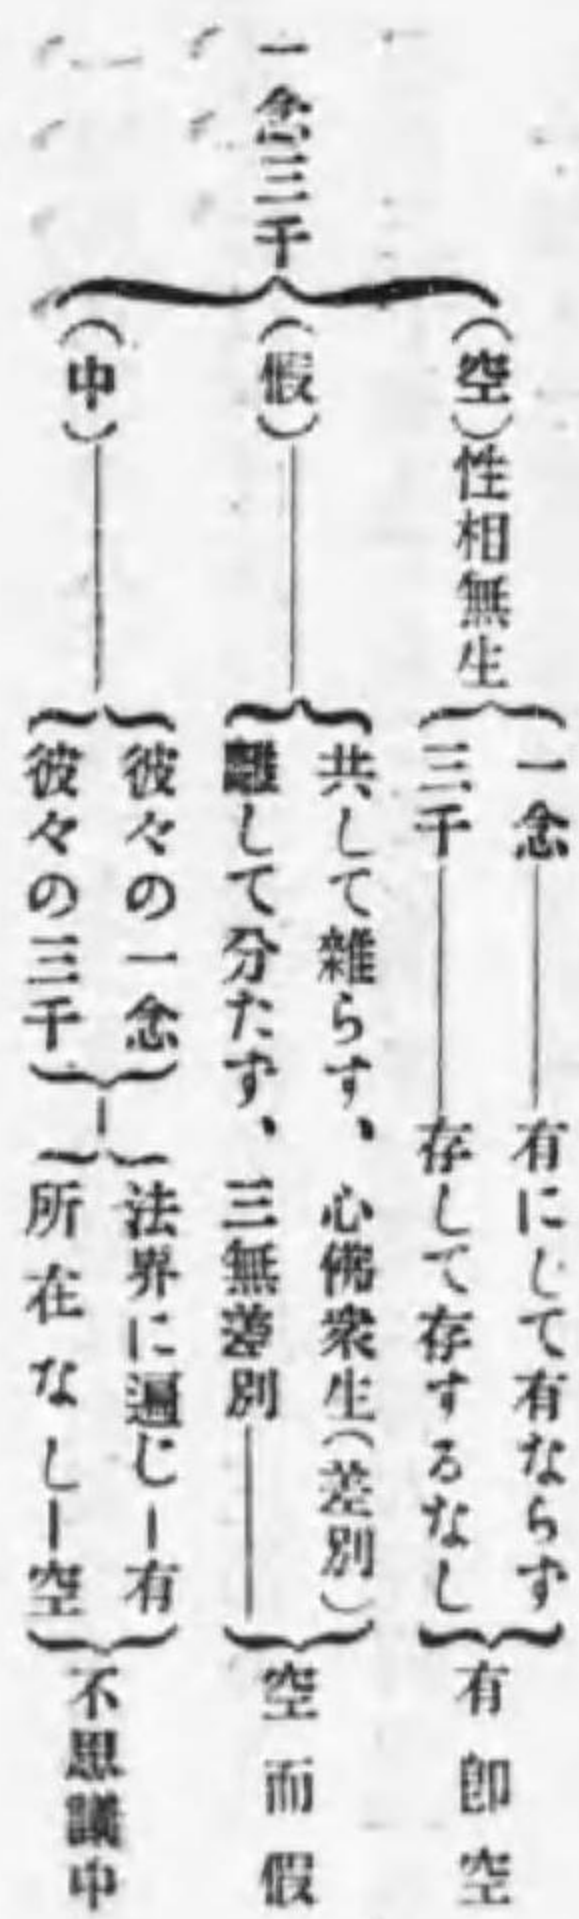 一念三千
(空)性相無生
一念―有にして有ならず
三千―存して存するなし
有卽空
(假)
共して雜らす、心佛衆生(差別)
離して分たず、三無差別
空而假
(中)
彼々の一念
彼々の三千
法界に遍じ―有
所在なし―空
不思議中